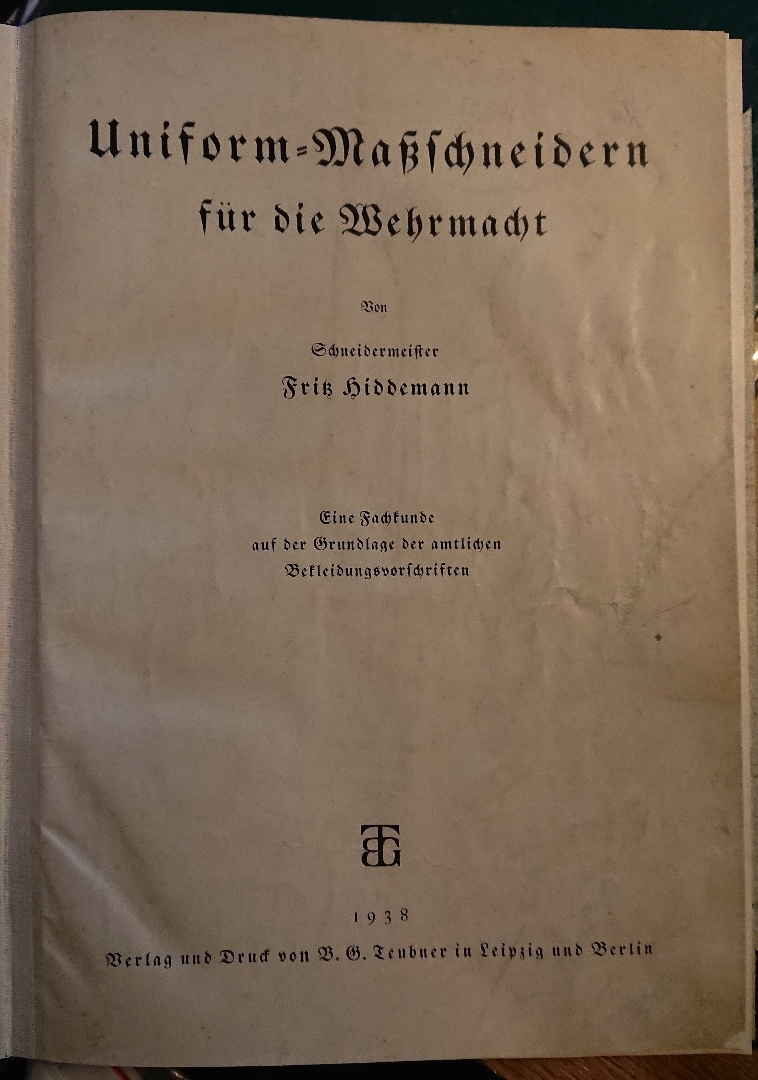 Uniform=Maßschneidern
für die Wehrmacht
Von
Schneidermeister
Fritz Hiddemann
Eine Fachkunde
auf der Grundlage der amtlichen
Bekleidungsvorschriften
BTG
1938
Verlag und Druck von B. G. Teubner in Leipzig und Berlin